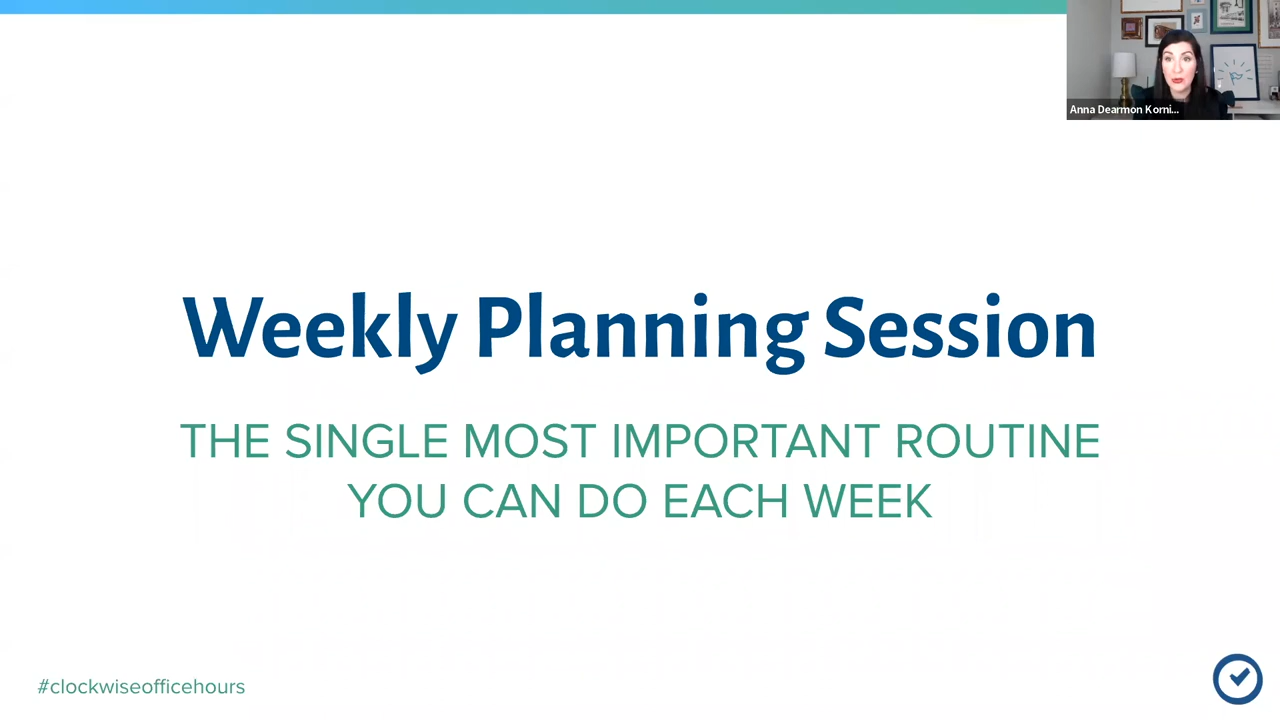 Anna Dearmon Korni...
Weekly Planning Session
THE SINGLE MOST IMPORTANT ROUTINE
YOU CAN DO EACH WEEK
#clockwiseofficehours